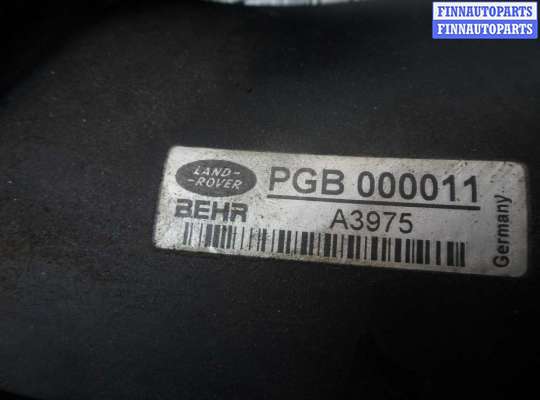 FINNAUTOPARTS
FINNAUTOPARTS
LAND-
-ROVER
PGB 000011
BEHR
A3975
Germany